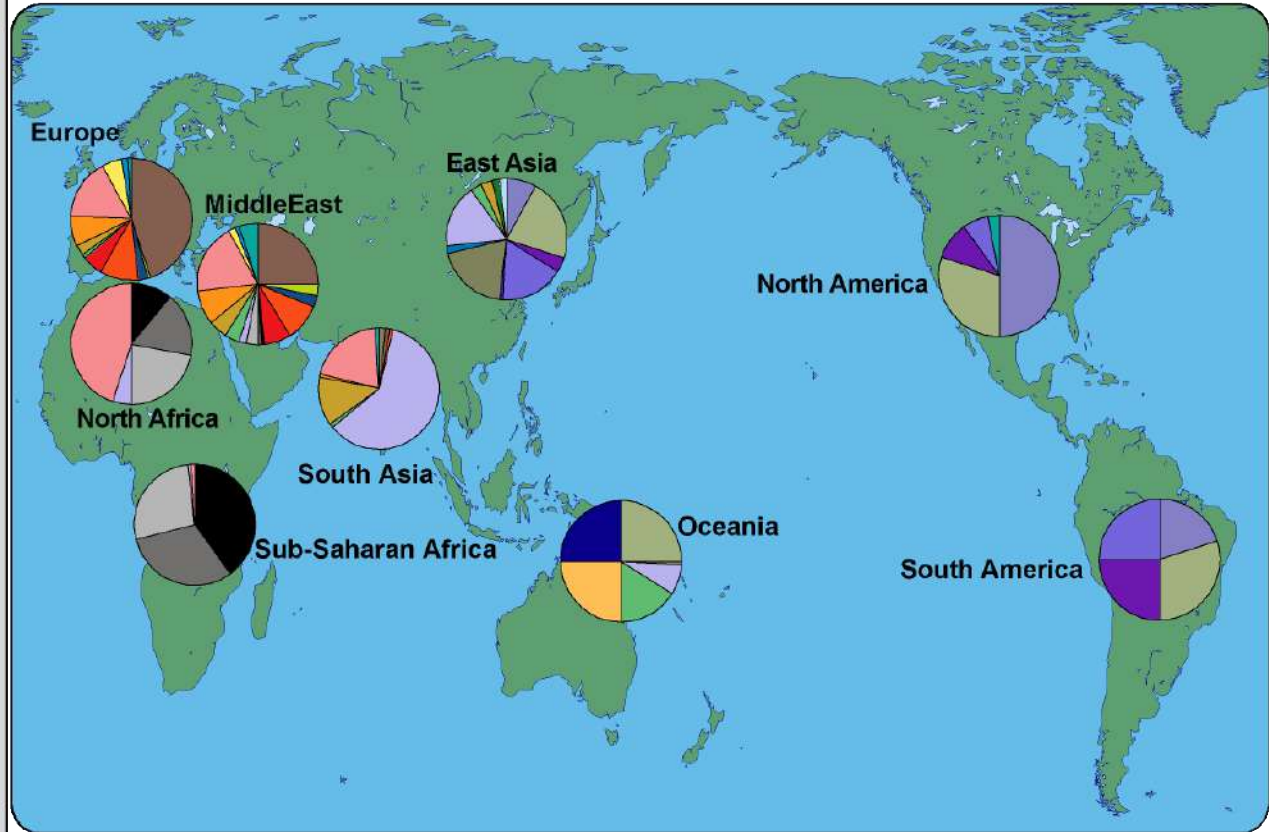 Europe
East Asia
MiddleEast
North America
North Africa
South Asia
Oceania
Sub-Saharan Africa
South America